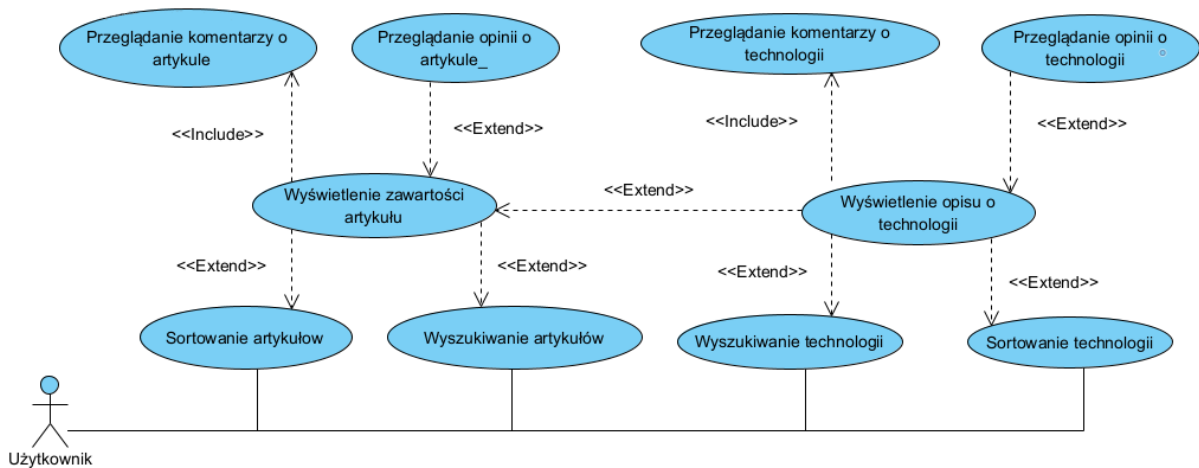 Przeglądanie komentarzy o
artykule
Przeglądanie opinii o
artykule_
Przeglądanie komentarzy o
technologii
Przeglądanie opinii o
technologii
<<Include>>
<<Extend>>
<<Include>>
<<Extend>>
Wyświetlenie zawartości
artykułu
<<Extend>>
Wyświetlenie opisu o
technologii
<<Extend>>
<<Extend>>
<<Extend>>
<<Extend>>
Sortowanie artykułow
Wyszukiwanie artykułów
Wyszukiwanie technologii
Sortowanie technologii
Użytkownik